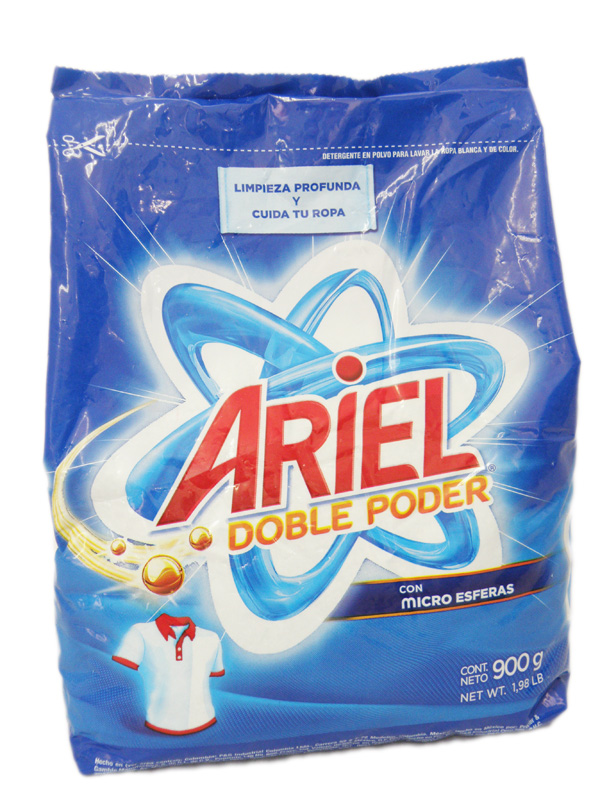 DETERGENTE EN POLVO PARA LAVAR LA ROPA BLANCA Y DE COLOR.
LIMPIEZA PROFUNDA
Y
CUIDA TU ROPA
ARIEL®
DOBLE PODER
CON
MICRO ESFERAS
CONT. NETO 900 g
NET WT. 1,98 LB